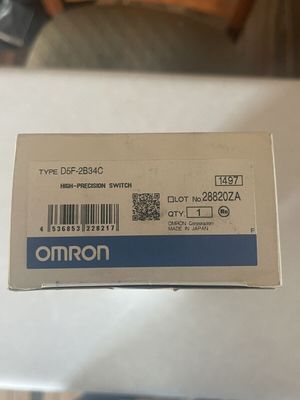 TYPE D5F-2B34C
HIGH-PRECISION SWITCH
1497
LOT No. 28820ZA
QTY. 1
OMRON Corporation
MADE IN JAPAN
4 536853 228217
F
OMRON